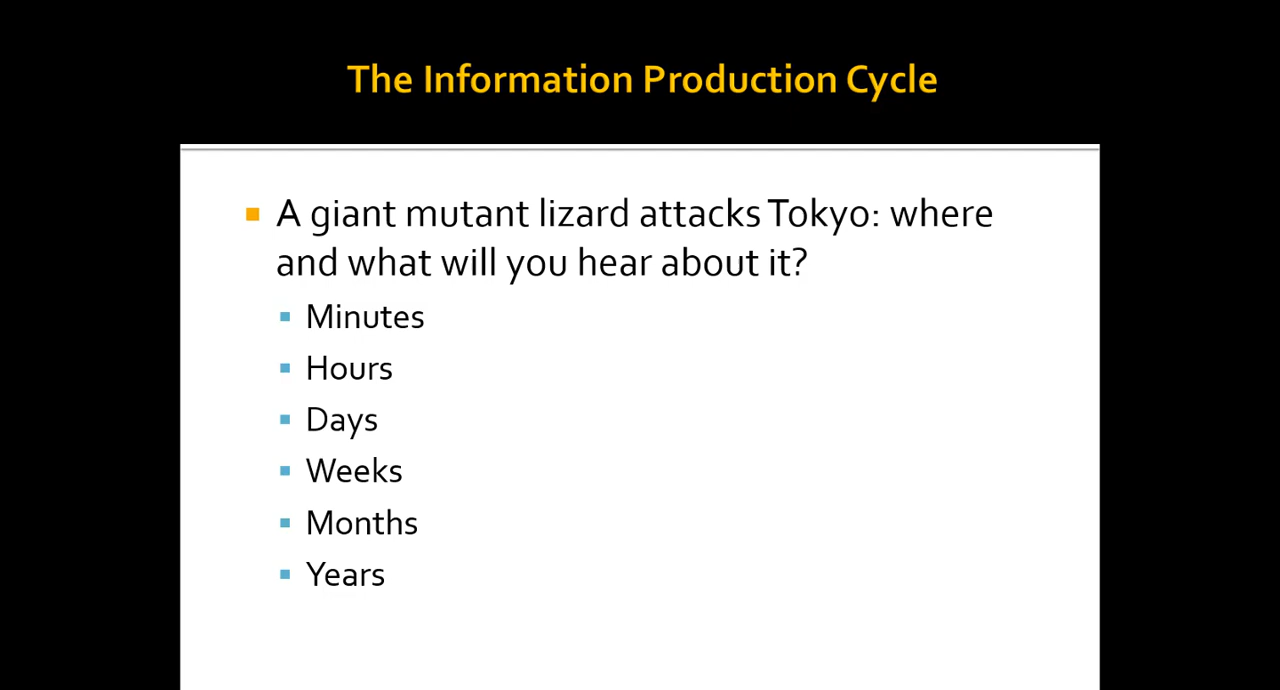 The Information Production Cycle
A giant mutant lizard attacks Tokyo: where
and what will you hear about it?
Minutes
Hours
Days
Weeks
Months
Years